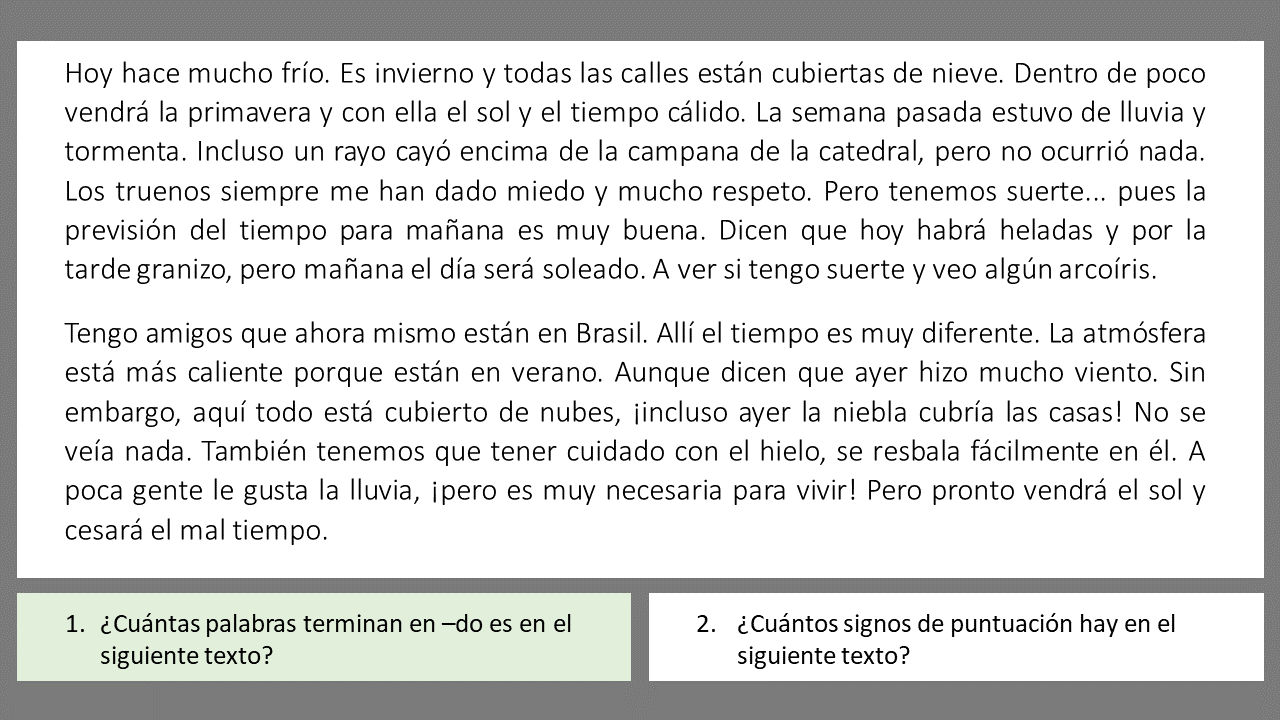 Hoy hace mucho frío. Es invierno y todas las calles están cubiertas de nieve. Dentro de poco
vendrá la primavera y con ella el sol y el tiempo cálido. La semana pasada estuvo de lluvia y
tormenta. Incluso un rayo cayó encima de la campana de la catedral, pero no ocurrió nada.
Los truenos siempre me han dado miedo y mucho respeto. Pero tenemos suerte... pues la
previsión del tiempo para mañana es muy buena. Dicen que hoy habrá heladas y por la
tarde granizo, pero mañana el día será soleado. A ver si tengo suerte y veo algún arcoíris.
Tengo amigos que ahora mismo están en Brasil. Allí el tiempo es muy diferente. La atmósfera
está más caliente porque están en verano. Aunque dicen que ayer hizo mucho viento. Sin
embargo, aquí todo está cubierto de nubes, ¡incluso ayer la niebla cubría las casas! No se
veía nada. También tenemos que tener cuidado con el hielo, se resbala fácilmente en él. A
poca gente le gusta la lluvia, ¡pero es muy necesaria para vivir! Pero pronto vendrá el sol y
cesará el mal tiempo.
1. ¿Cuántas palabras terminan en –do es en el
siguiente texto?
2. ¿Cuántos signos de puntuación hay en el
siguiente texto?